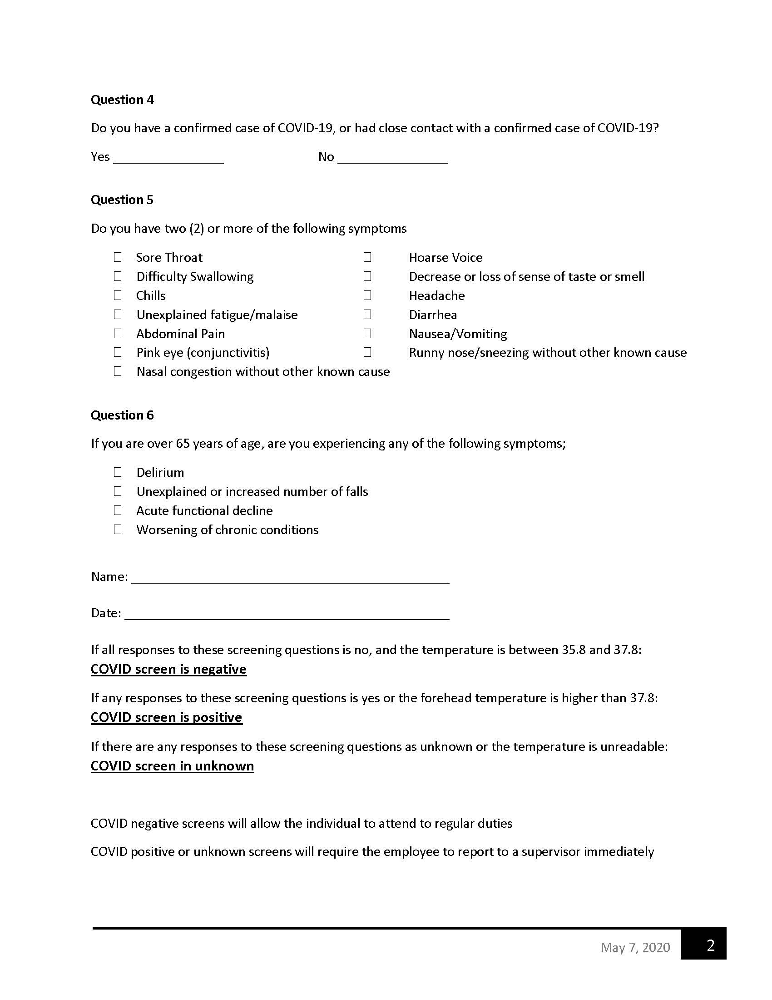 Question 4
Do you have a confirmed case of COVID-19, or had close contact with a confirmed case of COVID-19?
Yes ________________ No ________________
Question 5
Do you have two (2) or more of the following symptoms
☐ Sore Throat ☐ Hoarse Voice
☐ Difficulty Swallowing ☐ Decrease or loss of sense of taste or smell
☐ Chills ☐ Headache
☐ Unexplained fatigue/malaise ☐ Diarrhea
☐ Abdominal Pain ☐ Nausea/Vomiting
☐ Pink eye (conjunctivitis) ☐ Runny nose/sneezing without other known cause
☐ Nasal congestion without other known cause
Question 6
If you are over 65 years of age, are you experiencing any of the following symptoms;
☐ Delirium
☐ Unexplained or increased number of falls
☐ Acute functional decline
☐ Worsening of chronic conditions
Name: ______________________________________________
Date: _______________________________________________
If all responses to these screening questions is no, and the temperature is between 35.8 and 37.8:
COVID screen is negative
If any responses to these screening questions is yes or the forehead temperature is higher than 37.8:
COVID screen is positive
If there are any responses to these screening questions as unknown or the temperature is unreadable:
COVID screen in unknown
COVID negative screens will allow the individual to attend to regular duties
COVID positive or unknown screens will require the employee to report to a supervisor immediately
May 7, 2020 2